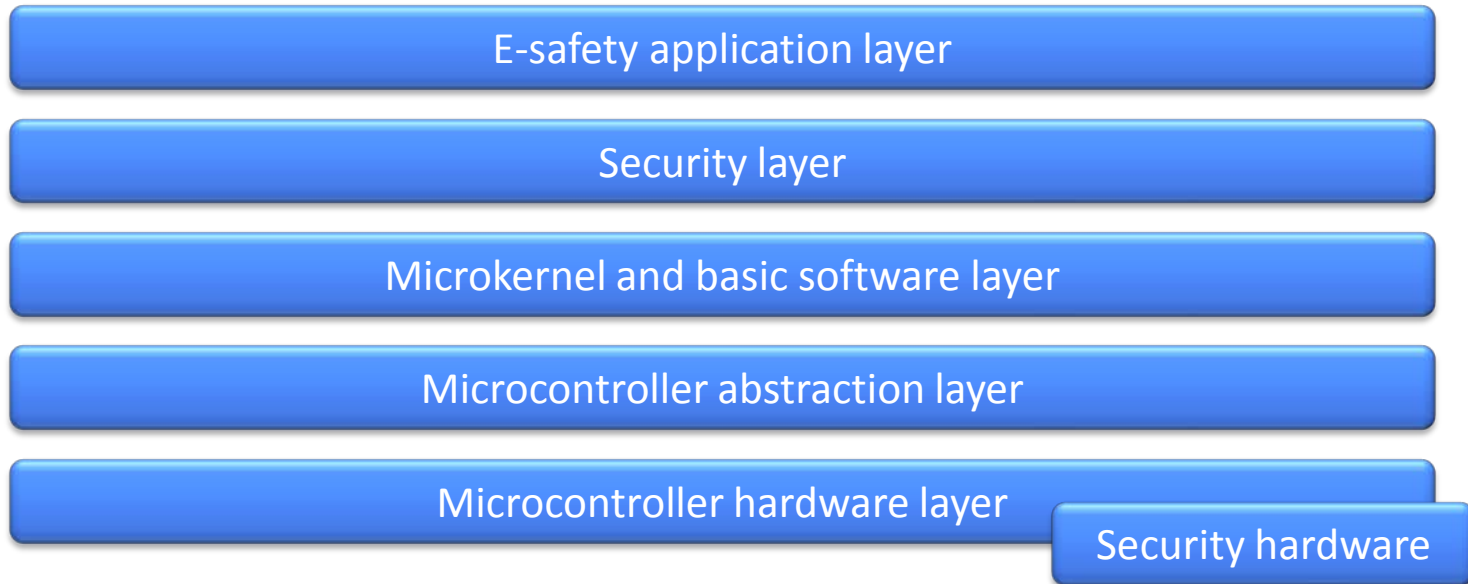 E-safety application layer
Security layer
Microkernel and basic software layer
Microcontroller abstraction layer
Microcontroller hardware layer
Security hardware